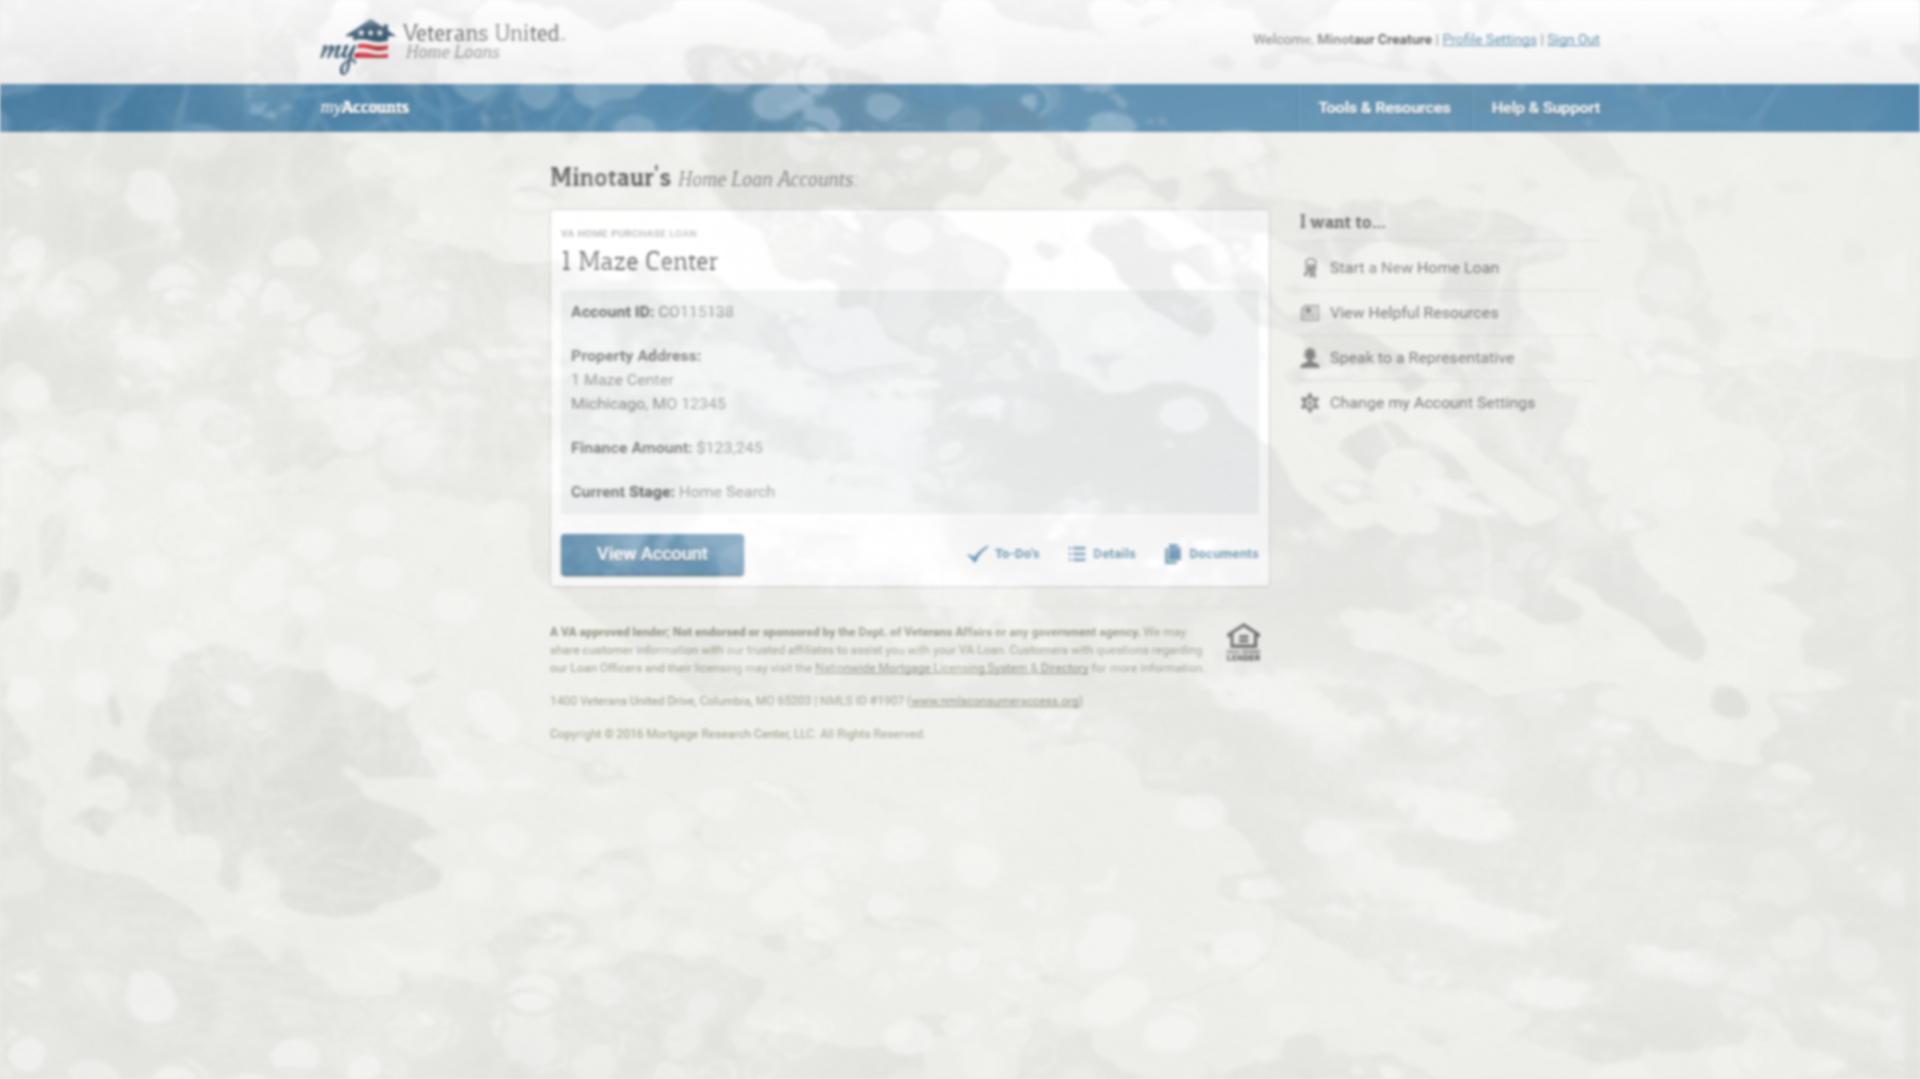 my Veterans United.
Home Loans
Welcome, Minotaur Creature | Profile Settings | Sign Out
myAccounts
Tools & Resources
Help & Support
Minotaur's Home Loan Accounts:
VA HOME PURCHASE LOAN
1 Maze Center
Account ID: CO115138
Property Address:
1 Maze Center
Michicago, MO 12345
Finance Amount: $123,245
Current Stage: Home Search
View Account
To-Do's
Details
Documents
I want to...
Start a New Home Loan
View Helpful Resources
Speak to a Representative
Change my Account Settings
A VA approved lender; Not endorsed or sponsored by the Dept. of Veterans Affairs or any government agency. We may
share customer information with our trusted affiliates to assist you with your VA Loan. Customers with questions regarding
our Loan Officers and their licensing may visit the Nationwide Mortgage Licensing System & Directory for more information.
1400 Veterans United Drive, Columbia, MO 65203 | NMLS ID #1907 (www.nmlsconsumeraccess.org)
Copyright © 2016 Mortgage Research Center, LLC. All Rights Reserved.
LENDER